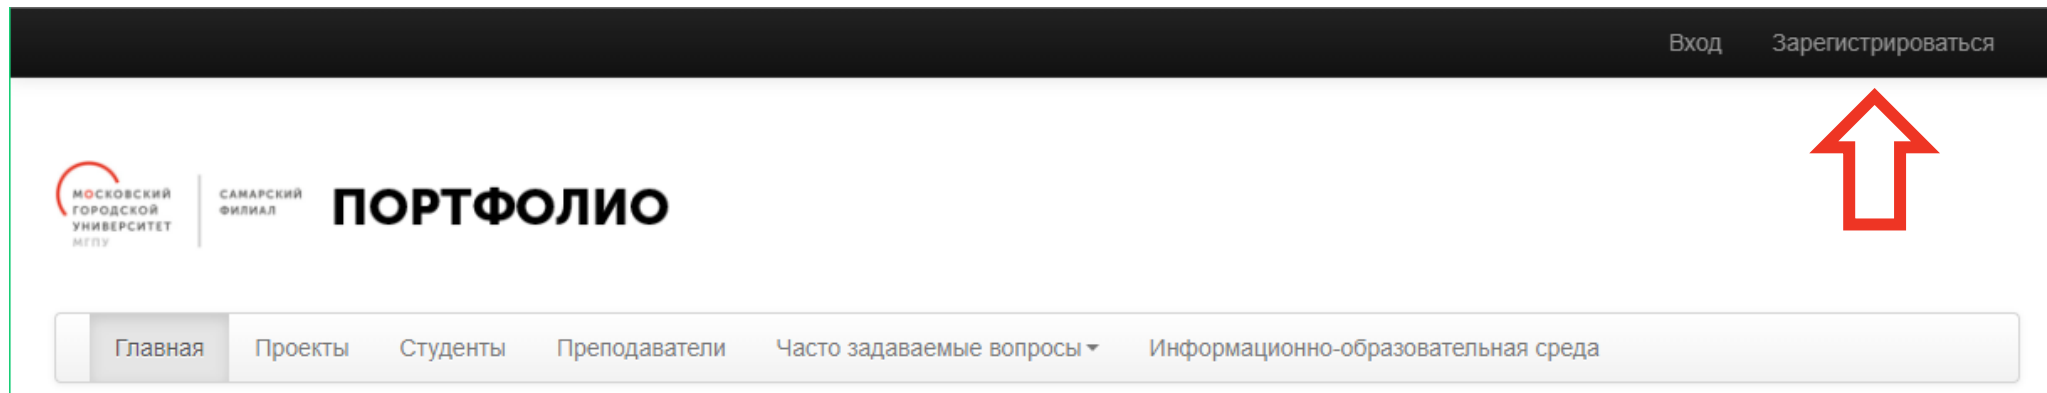 Вход Зарегистрироваться
МОСКОВСКИЙ
ГОРОДСКОЙ
УНИВЕРСИТЕТ
МГПУ
САМАРСКИЙ
ФИЛИАЛ
ПОРТФОЛИО
Главная Проекты Студенты Преподаватели Часто задаваемые вопросы Информационно-образовательная среда